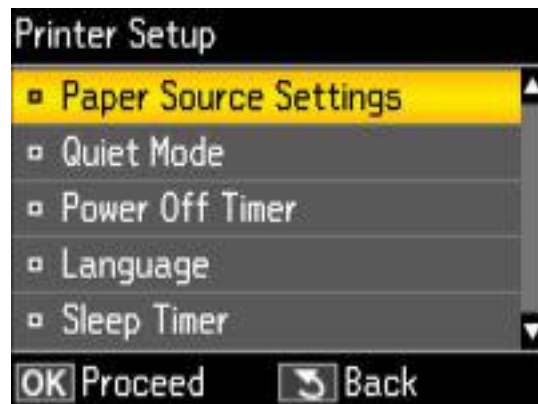 Printer Setup
Paper Source Settings
Quiet Mode
Power Off Timer
Language
Sleep Timer
OK Proceed Back